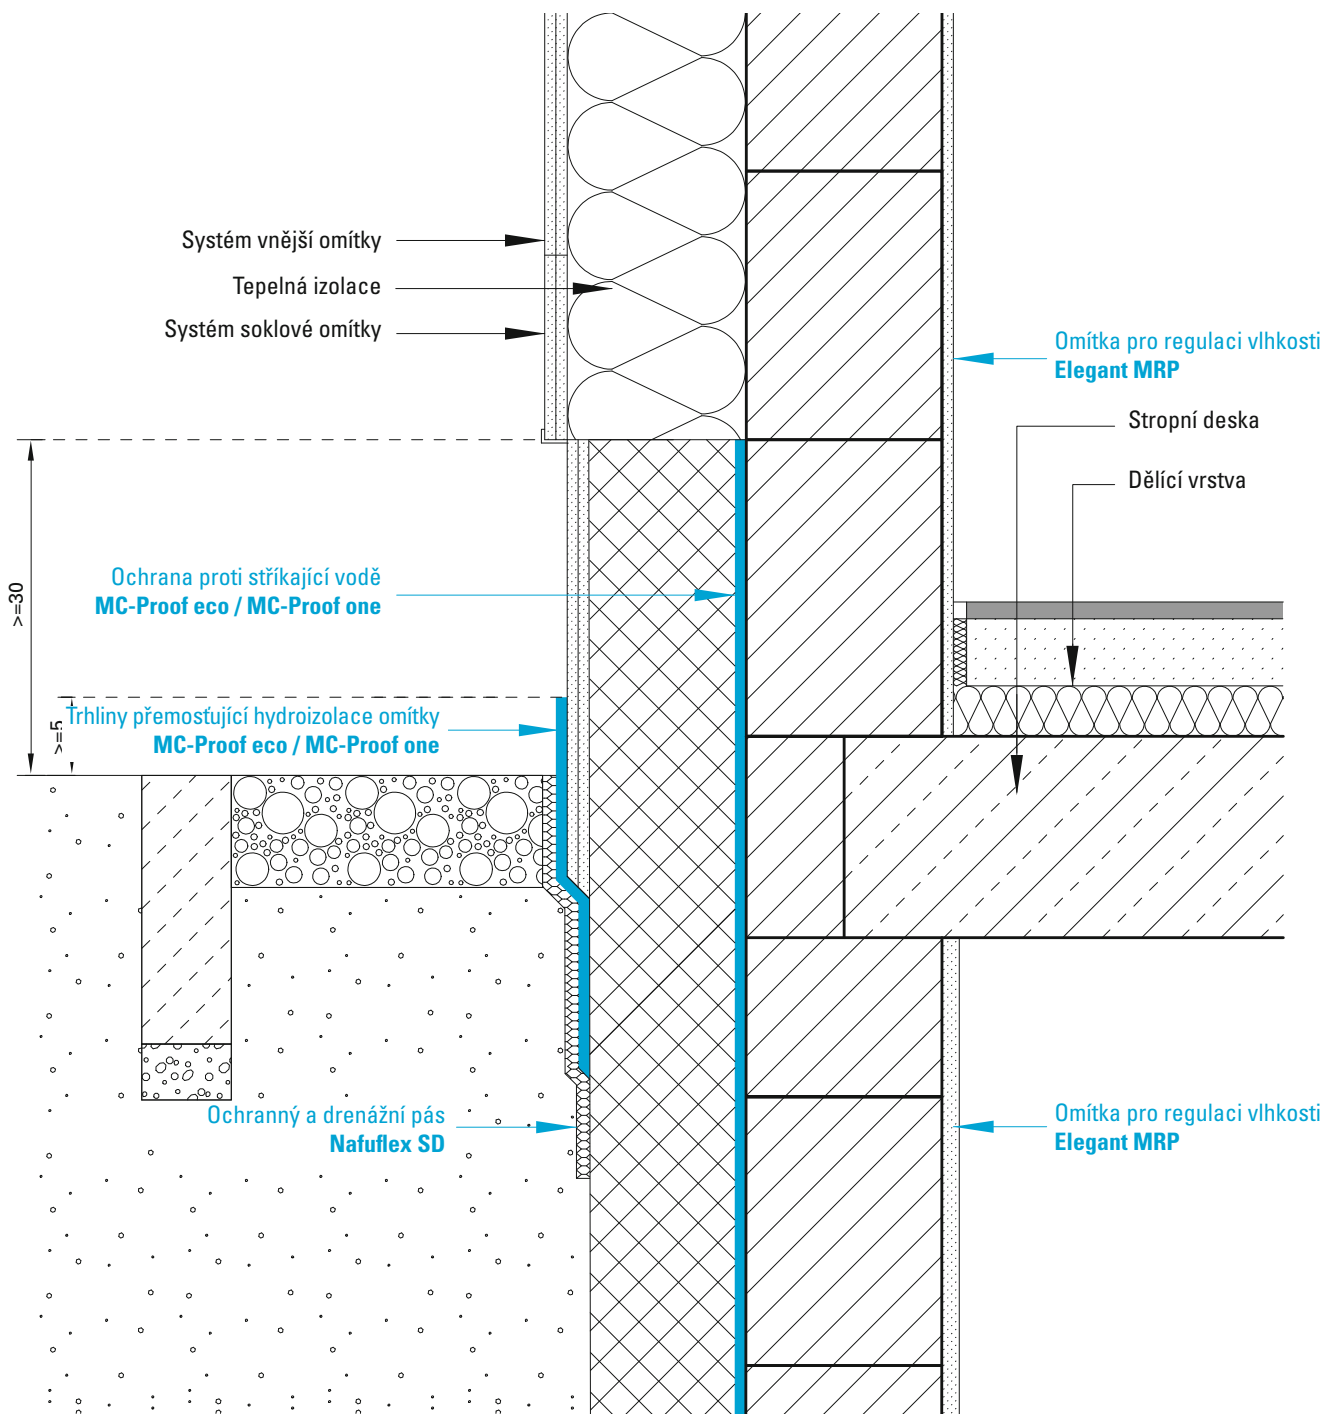 Systém vnější omítky
Tepelná izolace
Systém soklové omítky
Omítka pro regulaci vlhkosti
Elegant MRP
Stropní deska
Dělící vrstva
>=30
Ochrana proti stříkající vodě
MC-Proof eco / MC-Proof one
>=5
Trhliny přemosťující hydroizolace omítky
MC-Proof eco / MC-Proof one
Ochranný a drenážní pás
Nafuflex SD
Omítka pro regulaci vlhkosti
Elegant MRP